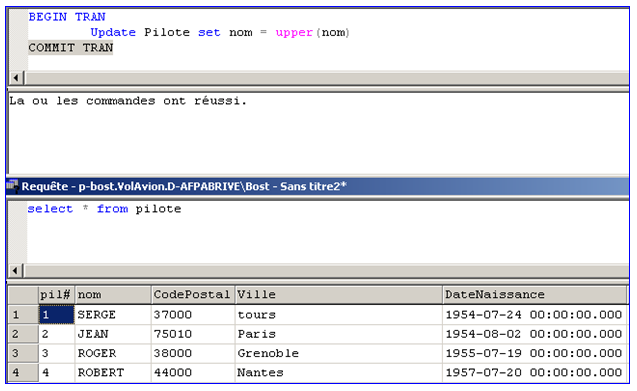 BEGIN TRAN
Update Pilote set nom = upper(nom)
COMMIT TRAN
La ou les commandes ont réussi.
Requête - p-bost.VolAvion.D-AFPABRIVE\Bost - Sans titre2*
select * from pilote
pil# nom CodePostal Ville DateNaissance
1 1 SERGE 37000 tours 1954-07-24 00:00:00.000
2 2 JEAN 75010 Paris 1954-08-02 00:00:00.000
3 3 ROGER 38000 Grenoble 1955-07-19 00:00:00.000
4 4 ROBERT 44000 Nantes 1957-07-20 00:00:00.000